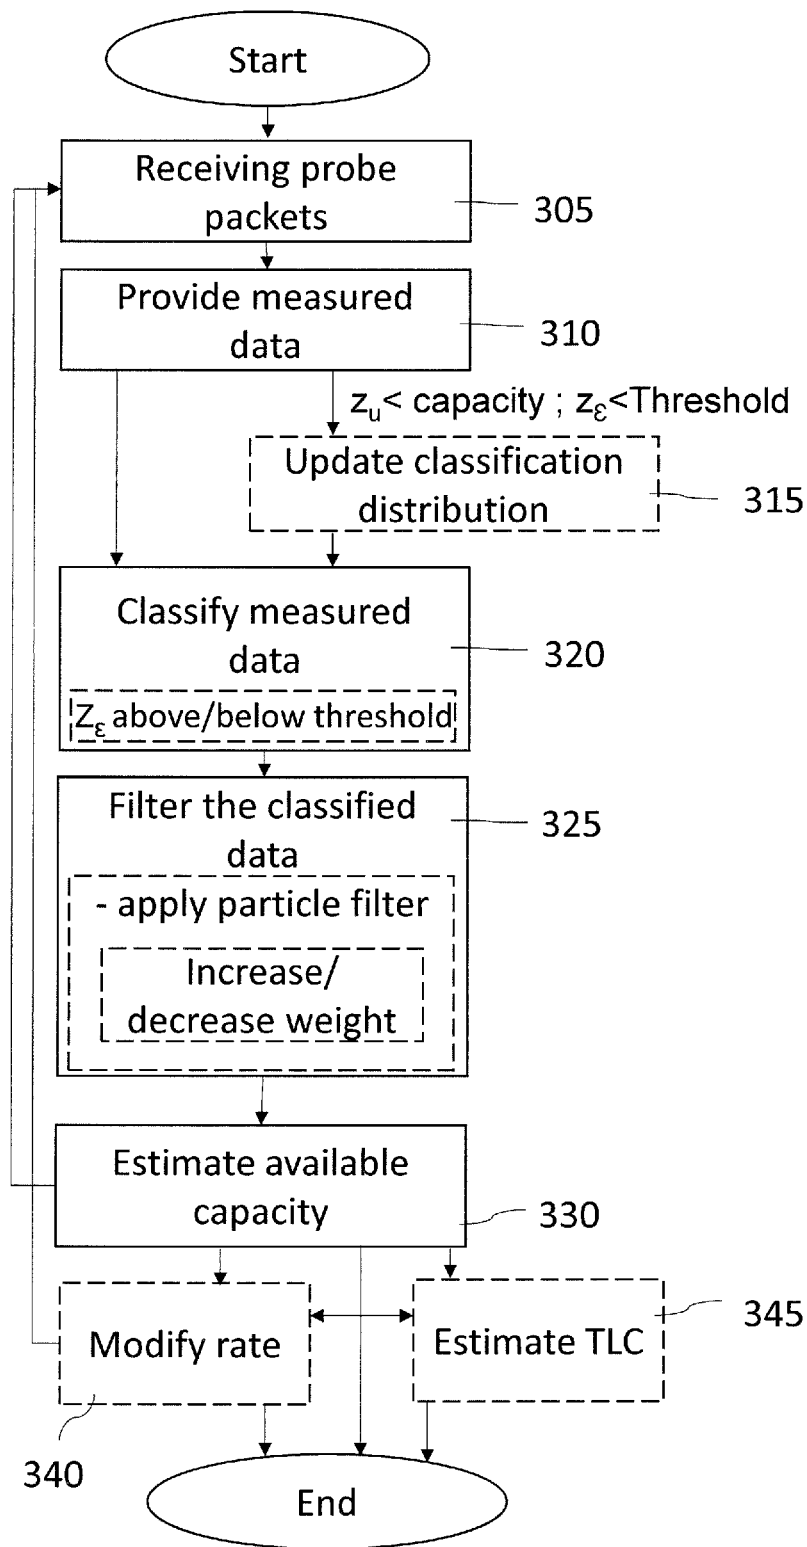 Start
Receiving probe
packets
305
Provide measured
data
310
zᵤ< capacity ; z_ε<Threshold
Update classification
distribution
315
Classify measured
data
320
Z_ε above/below threshold
Filter the classified
data
325
- apply particle filter
Increase/
decrease weight
Estimate available
capacity
330
Modify rate
340
Estimate TLC
345
End